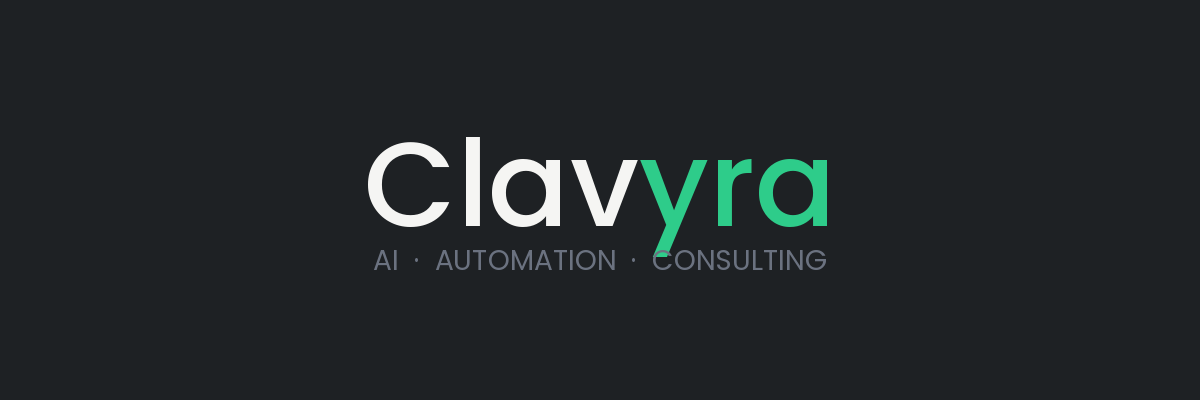 Clavyra
AI · AUTOMATION · CONSULTING